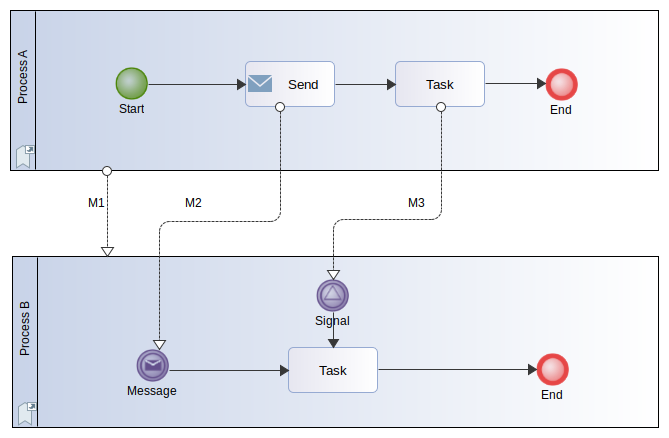 Process A
Start
Send
Task
End
M1
M2
M3
Process B
Signal
Message
Task
End